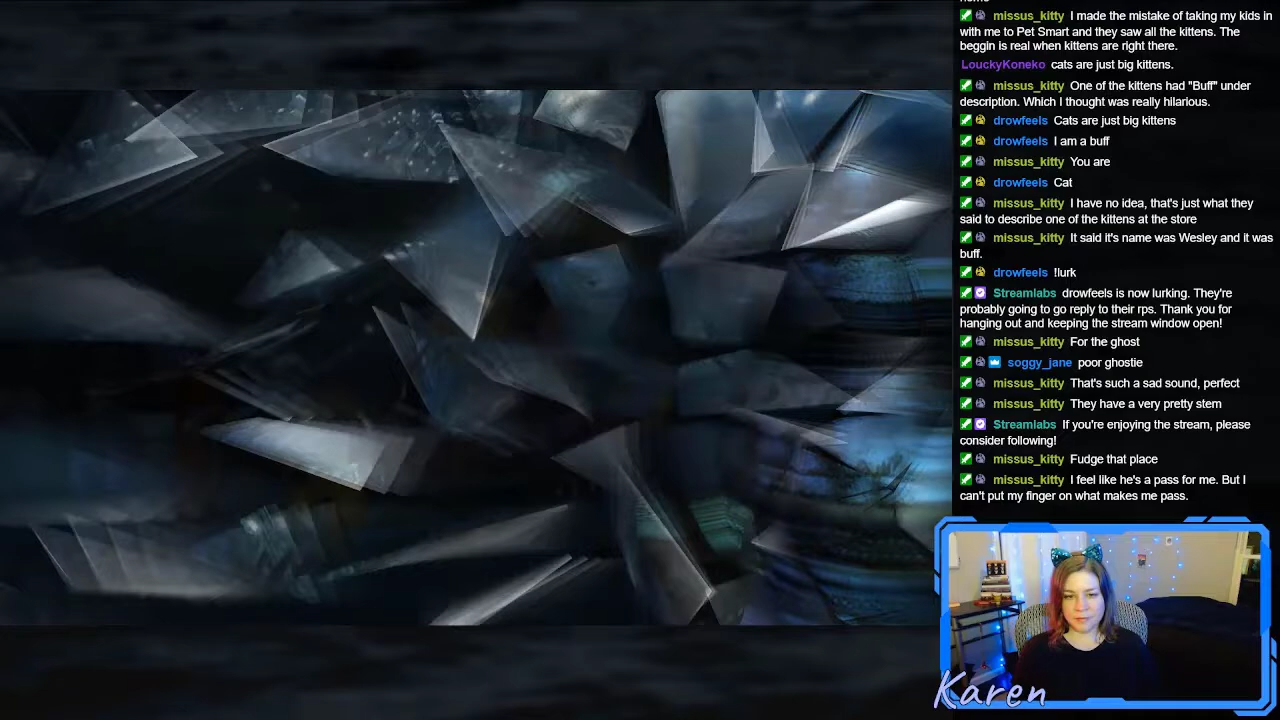 missus_kitty I made the mistake of taking my kids in
with me to Pet Smart and they saw all the kittens. The
beggin is real when kittens are right there.
LouckyKoneko cats are just big kittens.
missus_kitty One of the kittens had "Buff" under
description. Which I thought was really hilarious.
drowfeels Cats are just big kittens
drowfeels I am a buff
missus_kitty You are
drowfeels Cat
missus_kitty I have no idea, that's just what they
said to describe one of the kittens at the store
missus_kitty It said it's name was Wesley and it was
buff.
drowfeels !lurk
Streamlabs drowfeels is now lurking. They're
probably going to go reply to their rps. Thank you for
hanging out and keeping the stream window open!
missus_kitty For the ghost
soggy_jane poor ghostie
missus_kitty That's such a sad sound, perfect
missus_kitty They have a very pretty stem
Streamlabs If you're enjoying the stream, please
consider following!
missus_kitty Fudge that place
missus_kitty I feel like he's a pass for me. But I
can't put my finger on what makes me pass.
Karen